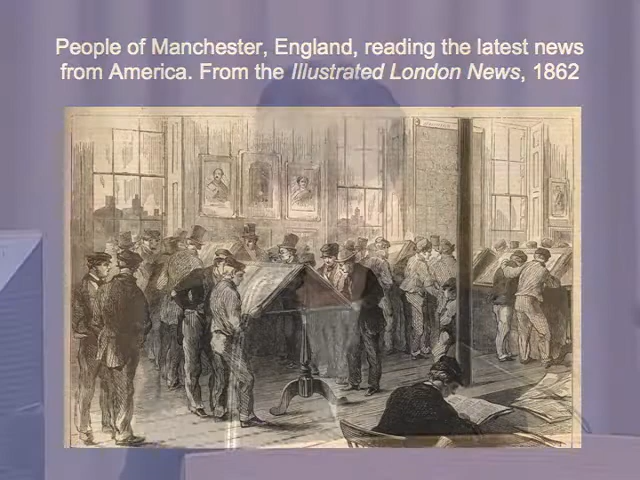 People of Manchester, England, reading the latest news
from America. From the Illustrated London News, 1862